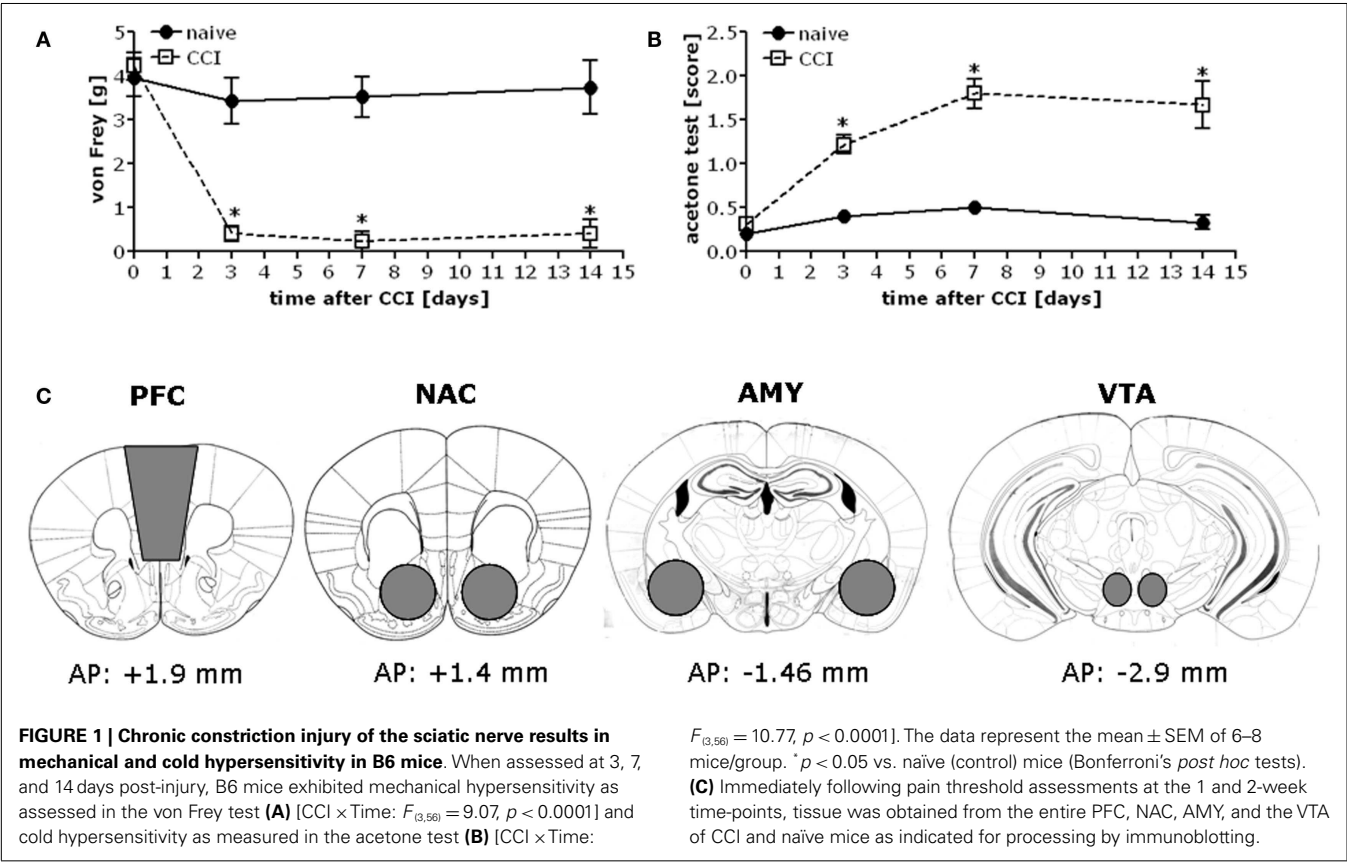 A
naive
CCI
5
4
3
2
1
0
von Frey [g]
0 1 2 3 4 5 6 7 8 9 10 11 12 13 14 15
time after CCI [days]
*
*
*
B
naive
CCI
2.5
2.0
1.5
1.0
0.5
0.0
acetone test [score]
0 1 2 3 4 5 6 7 8 9 10 11 12 13 14 15
time after CCI [days]
*
*
*
C
PFC
NAC
AMY
VTA
AP: +1.9 mm
AP: +1.4 mm
AP: -1.46 mm
AP: -2.9 mm
FIGURE 1 | Chronic constriction injury of the sciatic nerve results in
mechanical and cold hypersensitivity in B6 mice. When assessed at 3, 7,
and 14 days post-injury, B6 mice exhibited mechanical hypersensitivity as
assessed in the von Frey test (A) [CCI × Time: F(3,56) = 9.07, p < 0.0001] and
cold hypersensitivity as measured in the acetone test (B) [CCI × Time:
F(3,56) = 10.77, p < 0.0001]. The data represent the mean ± SEM of 6–8
mice/group. *p < 0.05 vs. naïve (control) mice (Bonferroni's post hoc tests).
(C) Immediately following pain threshold assessments at the 1 and 2-week
time-points, tissue was obtained from the entire PFC, NAC, AMY, and the VTA
of CCI and naïve mice as indicated for processing by immunoblotting.